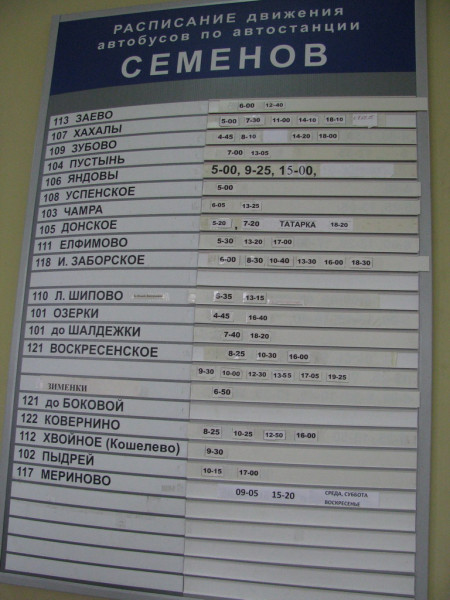 РАСПИСАНИЕ движения
автобусов по автостанции
СЕМЕНОВ
113 ЗАЕВО 6-00 13-40
107 ХАХАЛЫ 5-00 7-30 11-00 14-10 18-10
109 ЗУБОВО 4-45 8-10 14-20 18-00
104 ПУСТЫНЬ 7-00 13-05
106 ЯНДОВЫ 5-00, 9-25, 15-00,
108 УСПЕНСКОЕ 5-00
103 ЧАМРА 6-05 13-25
105 ДОНСКОЕ 5-20 7-20 ТАТАРКА 18-20
111 ЕЛФИМОВО 5-30 13-20 17-00
118 И. ЗАБОРСКОЕ 6-00 8-30 10-40 13-30 16-00 18-30
110 Л. ШИПОВО 5-35 13-15
101 ОЗЕРКИ 4-45 16-40
101 до ШАЛДЕЖКИ 7-40 18-20
121 ВОСКРЕСЕНСКОЕ 8-25 10-30 16-00
9-30 10-00 12-30 13-55 17-05 19-25
ЗИМЕНКИ 6-50
121 до БОКОВОЙ
122 КОВЕРНИНО 8-25 10-25 12-50 16-00
112 ХВОЙНОЕ (Кошелево) 9-30
102 ПЫДРЕЙ 10-15 17-00
117 МЕРИНОВО 09-05 15-20 СРЕДА, СУББОТА
ВОСКРЕСЕНЬЕ